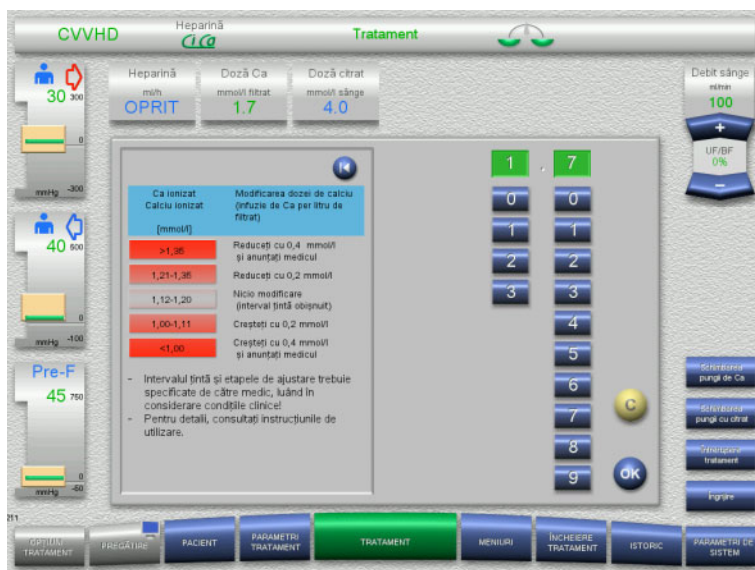 CVVHD
Heparină
CiCa
Tratament
30 300
0
mmHg -300
40 500
0
mmHg -100
Pre-F
45 750
0
mmHg -50
Heparină
ml/h
OPRIT
Doză Ca
mmol/l filtrat
1.7
Doză citrat
mmol/l sânge
4.0
Debit sânge
ml/min
100
+
UF/BF
0%
−
Ca ionizat
Calciu ionizat
[mmol/l]
Modificarea dozei de calciu
(infuzie de Ca per litru de
filtrat)
>1,35
Reduceți cu 0,4 mmol/l
și anunțați medicul
1,21-1,35
Reduceți cu 0,2 mmol/l
1,12-1,20
Nicio modificare
(interval țintă obișnuit)
1,00-1,11
Creșteți cu 0,2 mmol/l
<1,00
Creșteți cu 0,4 mmol/l
și anunțați medicul
- Intervalul țintă și etapele de ajustare trebuie
specificate de către medic, luând în
considerare condițiile clinice!
- Pentru detalii, consultați instrucțiunile de
utilizare.
1 . 7
0 0
1 1
2 2
3 3
4
5
6
7
8
9
C
OK
Schimbarea
pungii de Ca
Schimbarea
pungii cu citrat
Întrerupere
tratament
Îngrijire
211
OPȚIUNI
TRATAMENT
PREGĂTIRE
PACIENT
PARAMETRI
TRATAMENT
TRATAMENT
MENIURI
ÎNCHEIERE
TRATAMENT
ISTORIC
PARAMETRI DE
SISTEM